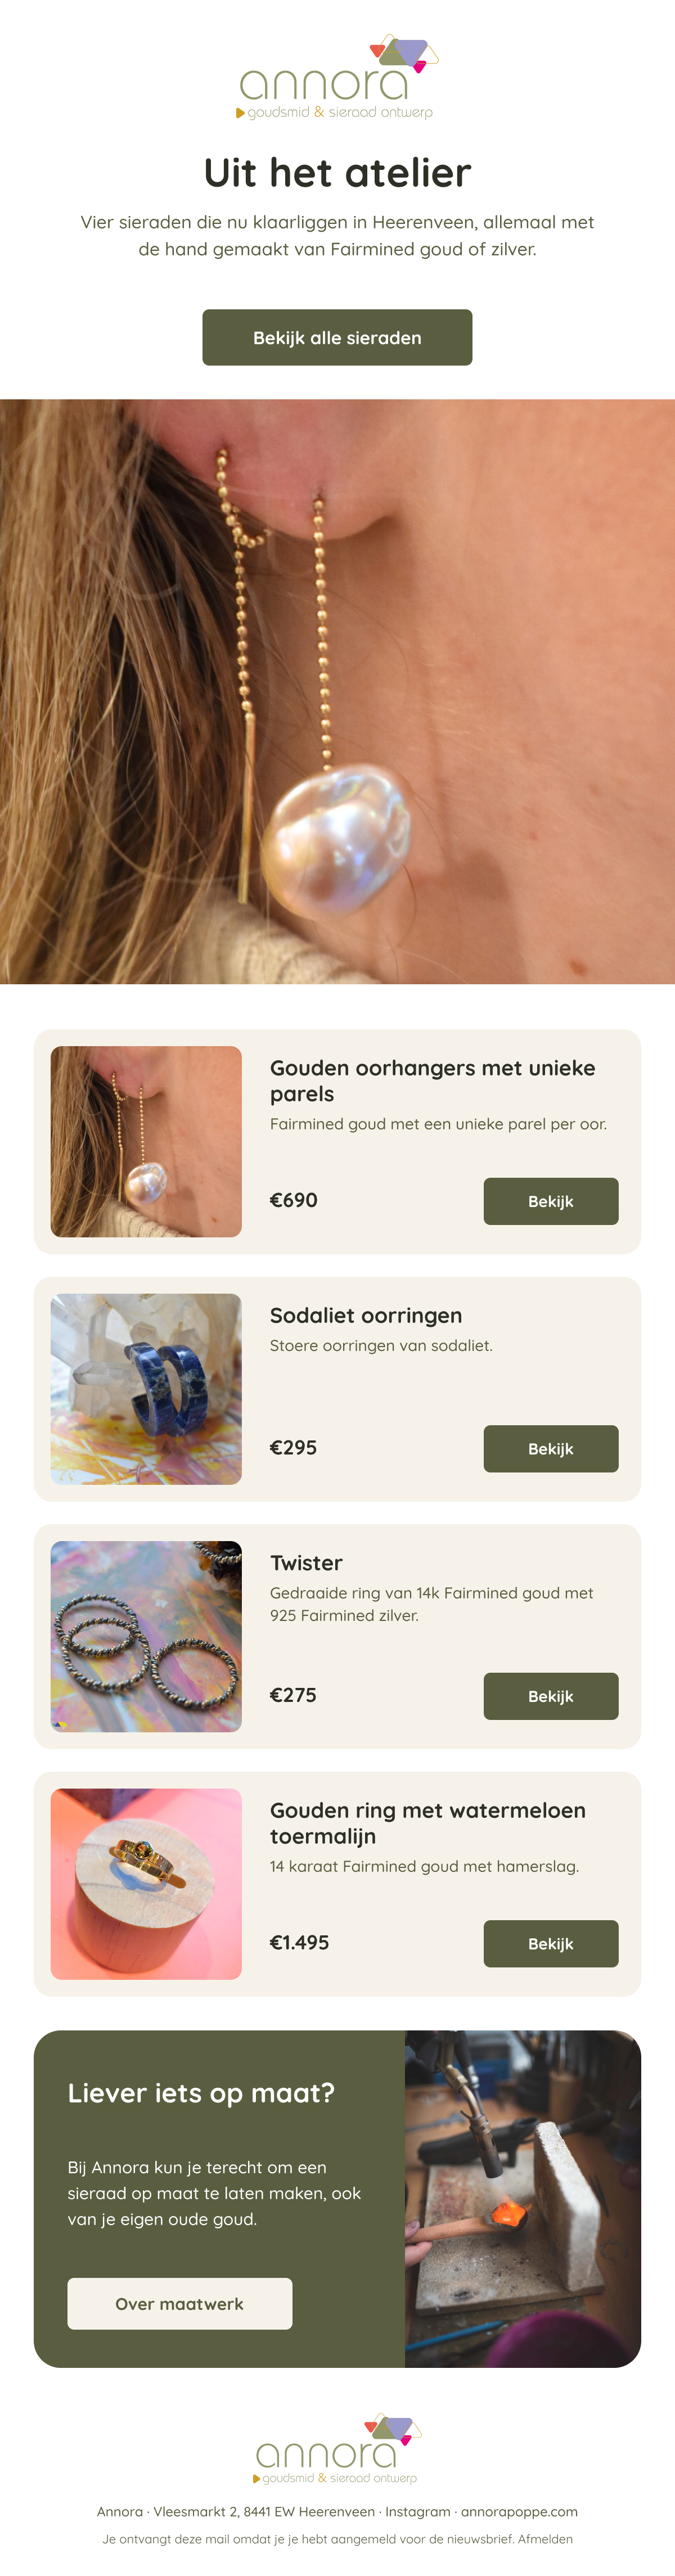 annora
goudsmid & sieraad ontwerp
Uit het atelier
Vier sieraden die nu klaarliggen in Heerenveen, allemaal met
de hand gemaakt van Fairmined goud of zilver.
Bekijk alle sieraden
Gouden oorhangers met unieke
parels
Fairmined goud met een unieke parel per oor.
€690
Bekijk
Sodaliet oorringen
Stoere oorringen van sodaliet.
€295
Bekijk
Twister
Gedraaide ring van 14k Fairmined goud met
925 Fairmined zilver.
€275
Bekijk
Gouden ring met watermeloen
toermalijn
14 karaat Fairmined goud met hamerslag.
€1.495
Bekijk
Liever iets op maat?
Bij Annora kun je terecht om een
sieraad op maat te laten maken, ook
van je eigen oude goud.
Over maatwerk
annora
goudsmid & sieraad ontwerp
Annora · Vleesmarkt 2, 8441 EW Heerenveen · Instagram · annorapoppe.com
Je ontvangt deze mail omdat je je hebt aangemeld voor de nieuwsbrief. Afmelden